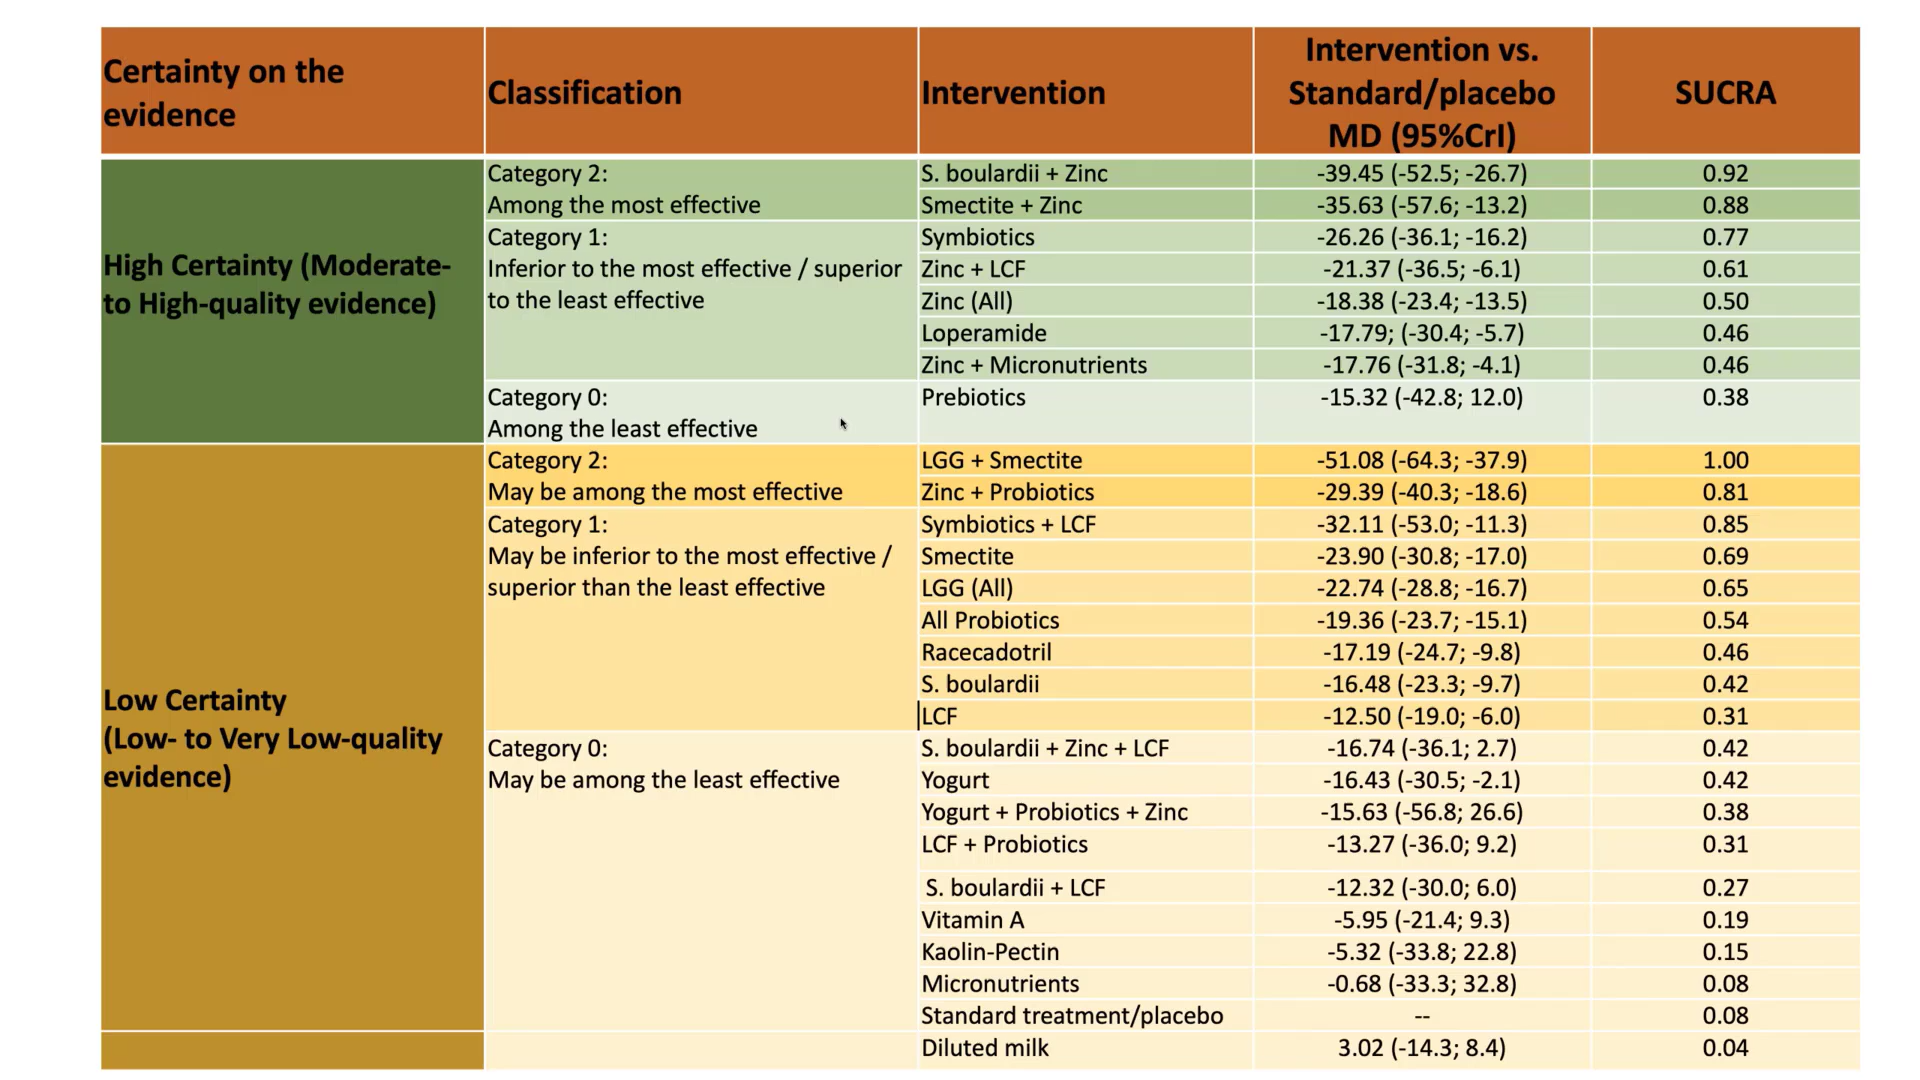 Certainty on the evidence
Classification
Intervention
Intervention vs. Standard/placebo MD (95%CrI)
SUCRA
High Certainty (Moderate- to High-quality evidence)
Category 2:
Among the most effective
S. boulardii + Zinc -39.45 (-52.5; -26.7) 0.92
Smectite + Zinc -35.63 (-57.6; -13.2) 0.88
Category 1:
Inferior to the most effective / superior
to the least effective
Symbiotics -26.26 (-36.1; -16.2) 0.77
Zinc + LCF -21.37 (-36.5; -6.1) 0.61
Zinc (All) -18.38 (-23.4; -13.5) 0.50
Loperamide -17.79; (-30.4; -5.7) 0.46
Zinc + Micronutrients -17.76 (-31.8; -4.1) 0.46
Category 0:
Among the least effective
Prebiotics -15.32 (-42.8; 12.0) 0.38
Low Certainty
(Low- to Very Low-quality
evidence)
Category 2:
May be among the most effective
LGG + Smectite -51.08 (-64.3; -37.9) 1.00
Zinc + Probiotics -29.39 (-40.3; -18.6) 0.81
Category 1:
May be inferior to the most effective /
superior than the least effective
Symbiotics + LCF -32.11 (-53.0; -11.3) 0.85
Smectite -23.90 (-30.8; -17.0) 0.69
LGG (All) -22.74 (-28.8; -16.7) 0.65
All Probiotics -19.36 (-23.7; -15.1) 0.54
Racecadotril -17.19 (-24.7; -9.8) 0.46
S. boulardii -16.48 (-23.3; -9.7) 0.42
LCF -12.50 (-19.0; -6.0) 0.31
Category 0:
May be among the least effective
S. boulardii + Zinc + LCF -16.74 (-36.1; 2.7) 0.42
Yogurt -16.43 (-30.5; -2.1) 0.42
Yogurt + Probiotics + Zinc -15.63 (-56.8; 26.6) 0.38
LCF + Probiotics -13.27 (-36.0; 9.2) 0.31
S. boulardii + LCF -12.32 (-30.0; 6.0) 0.27
Vitamin A -5.95 (-21.4; 9.3) 0.19
Kaolin-Pectin -5.32 (-33.8; 22.8) 0.15
Micronutrients -0.68 (-33.3; 32.8) 0.08
Standard treatment/placebo -- 0.08
Diluted milk 3.02 (-14.3; 8.4) 0.04